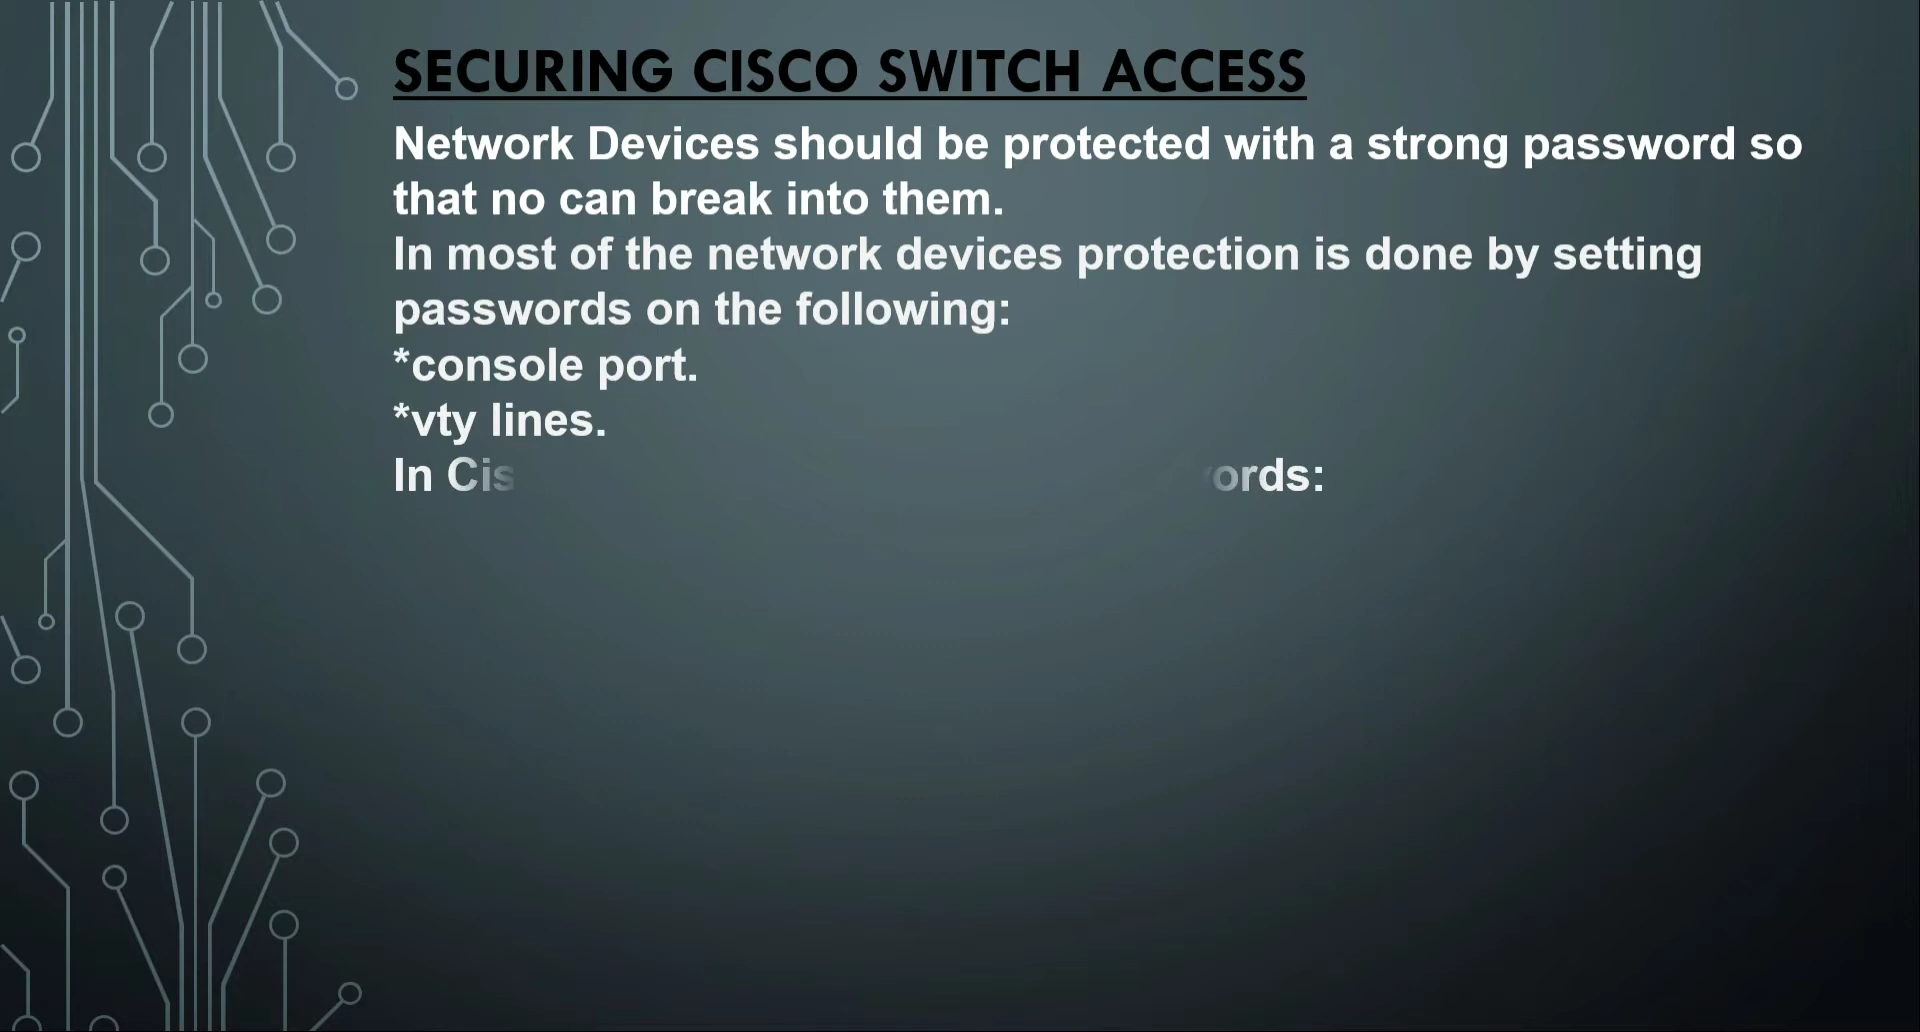 SECURING CISCO SWITCH ACCESS
Network Devices should be protected with a strong password so
that no can break into them.
In most of the network devices protection is done by setting
passwords on the following:
*console port.
*vty lines.
In